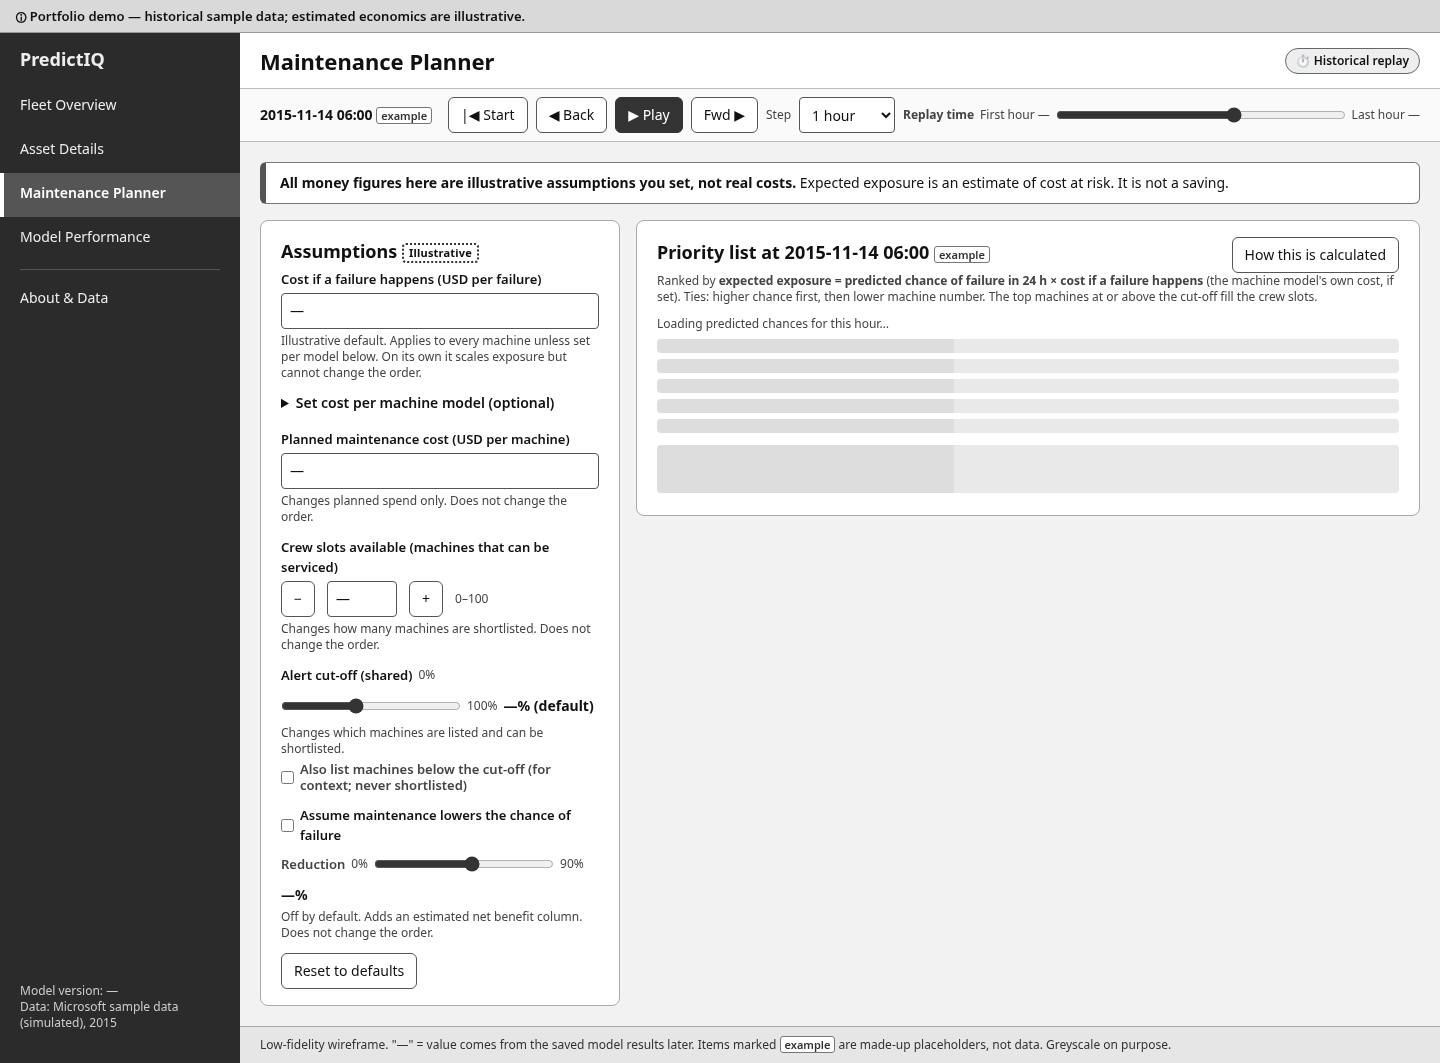 ⓘ Portfolio demo — historical sample data; estimated economics are illustrative.
PredictIQ
Fleet Overview
Asset Details
Maintenance Planner
Model Performance
About & Data
Model version: —
Data: Microsoft sample data
(simulated), 2015
Maintenance Planner
⏱ Historical replay
2015-11-14 06:00 example |◀ Start ◀ Back ▶ Play Fwd ▶ Step 1 hour Replay time First hour — Last hour —
All money figures here are illustrative assumptions you set, not real costs. Expected exposure is an estimate of cost at risk. It is not a saving.
Assumptions Illustrative
Cost if a failure happens (USD per failure)
—
Illustrative default. Applies to every machine unless set
per model below. On its own it scales exposure but
cannot change the order.
▶ Set cost per machine model (optional)
Planned maintenance cost (USD per machine)
—
Changes planned spend only. Does not change the
order.
Crew slots available (machines that can be
serviced)
− — + 0–100
Changes how many machines are shortlisted. Does not
change the order.
Alert cut-off (shared) 0%
100% —% (default)
Changes which machines are listed and can be
shortlisted.
Also list machines below the cut-off (for
context; never shortlisted)
Assume maintenance lowers the chance of
failure
Reduction 0% 90%
—%
Off by default. Adds an estimated net benefit column.
Does not change the order.
Reset to defaults
Priority list at 2015-11-14 06:00 example
How this is calculated
Ranked by expected exposure = predicted chance of failure in 24 h × cost if a failure happens (the machine model's own cost, if
set). Ties: higher chance first, then lower machine number. The top machines at or above the cut-off fill the crew slots.
Loading predicted chances for this hour…
Low-fidelity wireframe. "—" = value comes from the saved model results later. Items marked example are made-up placeholders, not data. Greyscale on purpose.